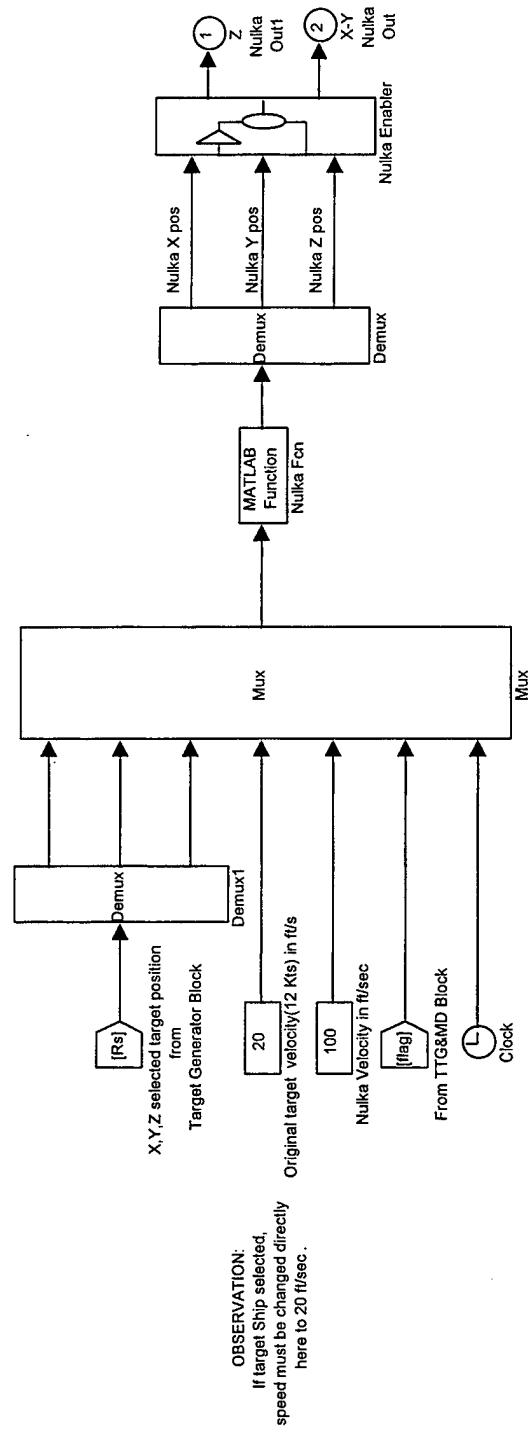 [Rs]
X,Y,Z selected target position
from
Target Generator Block
Demux
Demux1
OBSERVATION:
If target Ship selected,
speed must be changed directly
here to 20 ft/sec .
20
Original target velocity(12 Kts) in ft/s
100
Nulka Velocity in ft/sec
[flag]
From TTG&MD Block
Clock
Mux
Mux
MATLAB
Function
Nulka Fcn
Demux
Demux
Nulka X pos
Nulka Y pos
Nulka Z pos
Nulka Enabler
1
Z
Nulka
Out1
2
X-Y
Nulka
Out